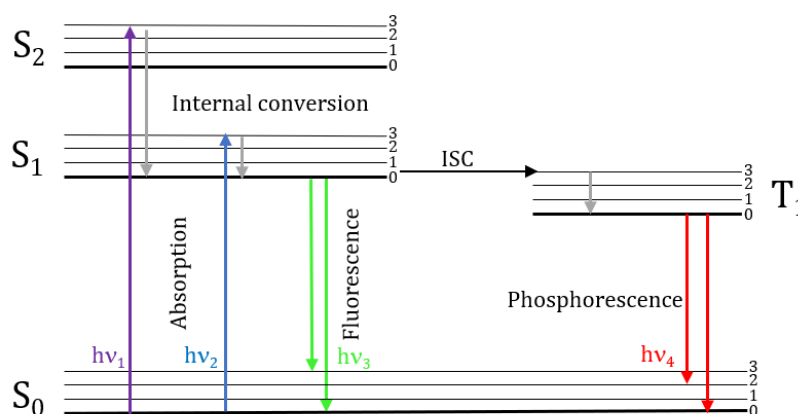 3
2
1
0
S2
Internal conversion
3
2
1
0
S1
ISC
3
2
1
0
T1
Absorption
Fluorescence
Phosphorescence
hν1
hν2
hν3
hν4
3
2
1
0
S0